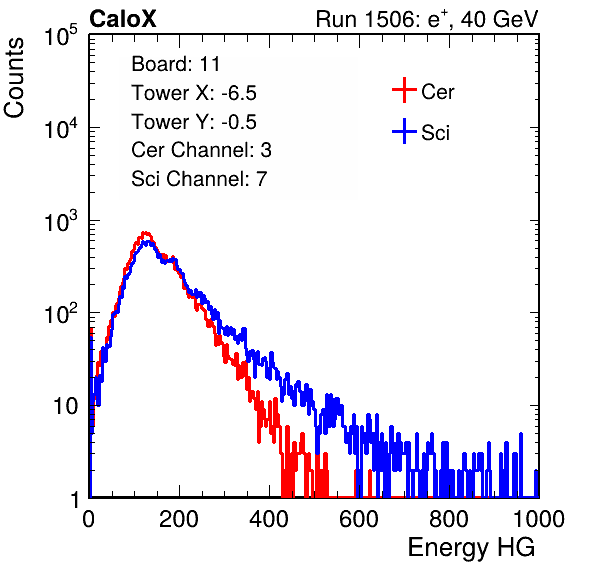 CaloX Run 1506: e⁺, 40 GeV
Board: 11
Tower X: -6.5
Tower Y: -0.5
Cer Channel: 3
Sci Channel: 7
Cer
Sci
Counts
10⁵
10⁴
10³
10²
10
1
0 200 400 600 800 1000
Energy HG